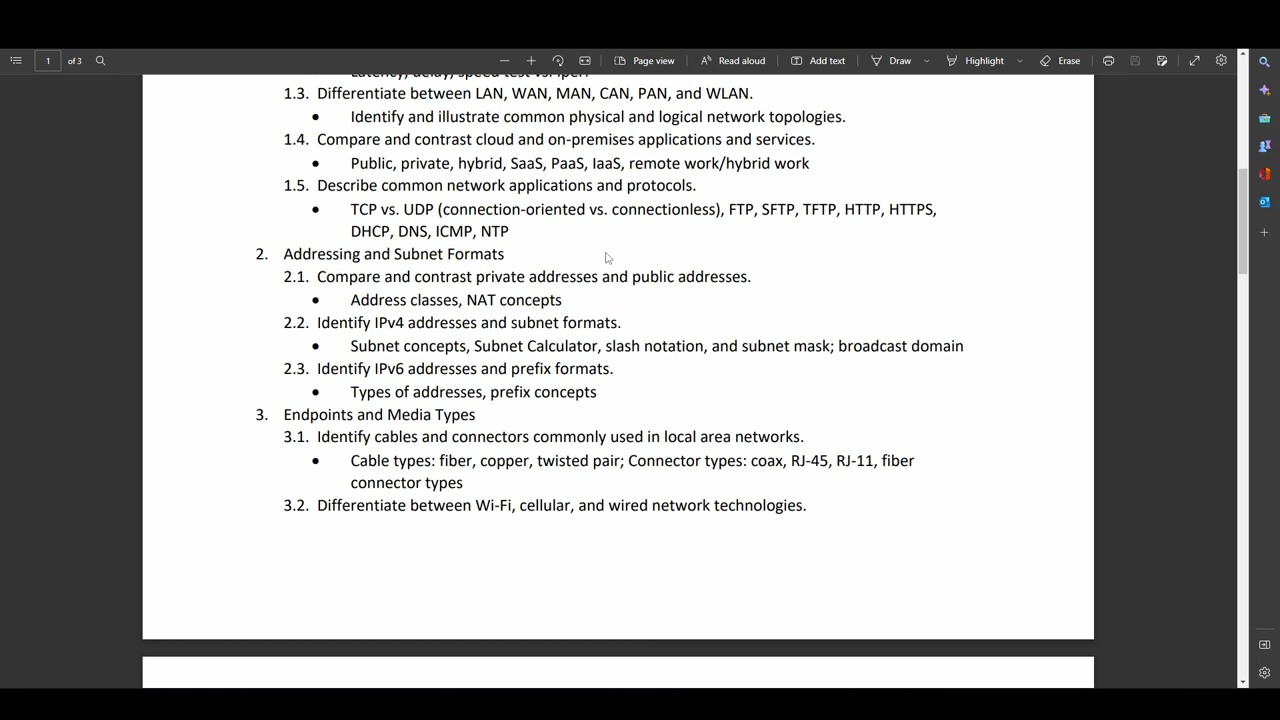 1 of 3
Page view
Read aloud
Add text
Draw
Highlight
Erase
Latency, delay, speed test vs. iperf
1.3. Differentiate between LAN, WAN, MAN, CAN, PAN, and WLAN.
• Identify and illustrate common physical and logical network topologies.
1.4. Compare and contrast cloud and on-premises applications and services.
• Public, private, hybrid, SaaS, PaaS, IaaS, remote work/hybrid work
1.5. Describe common network applications and protocols.
• TCP vs. UDP (connection-oriented vs. connectionless), FTP, SFTP, TFTP, HTTP, HTTPS,
DHCP, DNS, ICMP, NTP
2. Addressing and Subnet Formats
2.1. Compare and contrast private addresses and public addresses.
• Address classes, NAT concepts
2.2. Identify IPv4 addresses and subnet formats.
• Subnet concepts, Subnet Calculator, slash notation, and subnet mask; broadcast domain
2.3. Identify IPv6 addresses and prefix formats.
• Types of addresses, prefix concepts
3. Endpoints and Media Types
3.1. Identify cables and connectors commonly used in local area networks.
• Cable types: fiber, copper, twisted pair; Connector types: coax, RJ-45, RJ-11, fiber
connector types
3.2. Differentiate between Wi-Fi, cellular, and wired network technologies.